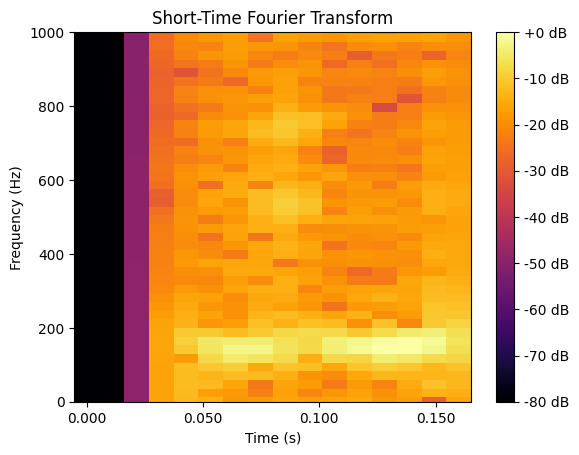 Short-Time Fourier Transform
1000
800
600
400
200
0
Frequency (Hz)
0.000
0.050
0.100
0.150
Time (s)
+0 dB
-10 dB
-20 dB
-30 dB
-40 dB
-50 dB
-60 dB
-70 dB
-80 dB